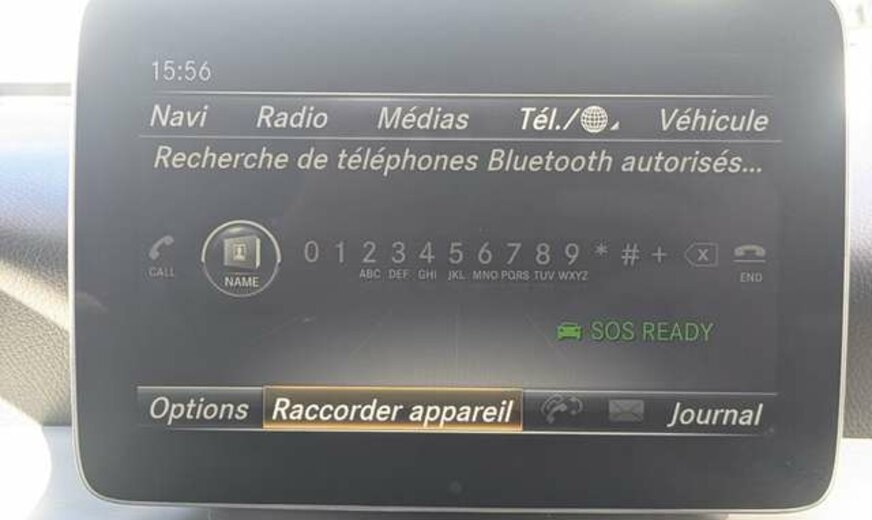 15:56
Navi Radio Médias Tél./ Véhicule
Recherche de téléphones Bluetooth autorisés...
0 1 2 3 4 5 6 7 8 9 * # + x
CALL NAME ABC DEF GHI JKL MNO PQRS TUV WXYZ END
SOS READY
Options Raccorder appareil Journal